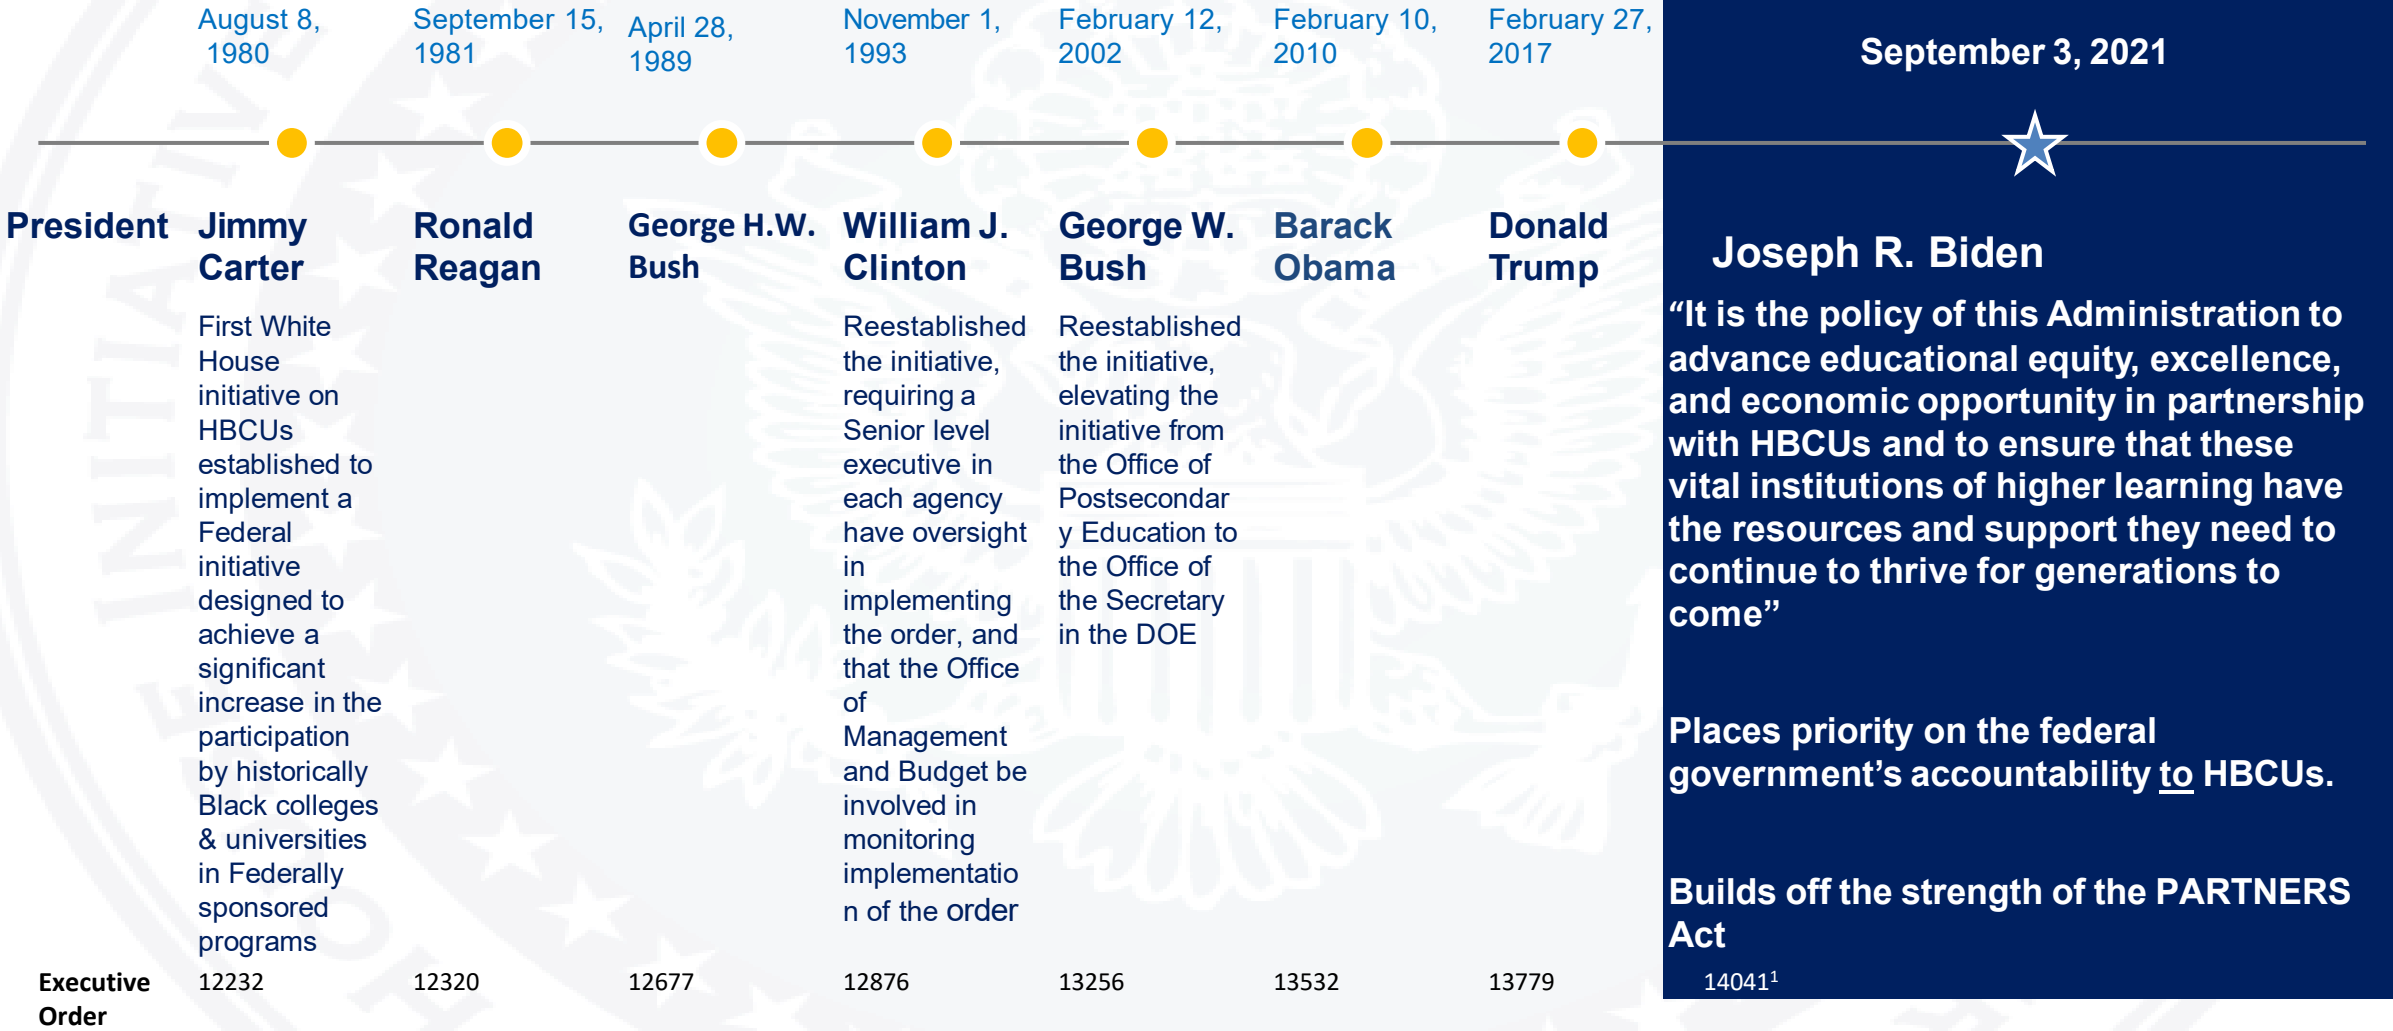 August 8,
1980
September 15,
1981
April 28,
1989
November 1,
1993
February 12,
2002
February 10,
2010
February 27,
2017
September 3, 2021
President
Jimmy
Carter
Ronald
Reagan
George H.W.
Bush
William J.
Clinton
George W.
Bush
Barack
Obama
Donald
Trump
Joseph R. Biden
First White
House
initiative on
HBCUs
established to
implement a
Federal
initiative
designed to
achieve a
significant
increase in the
participation
by historically
Black colleges
& universities
in Federally
sponsored
programs
Reestablished
the initiative,
requiring a
Senior level
executive in
each agency
have oversight
in
implementing
the order, and
that the Office
of
Management
and Budget be
involved in
monitoring
implementatio
n of the order
Reestablished
the initiative,
elevating the
initiative from
the Office of
Postsecondar
y Education to
the Office of
the Secretary
in the DOE
“It is the policy of this Administration to
advance educational equity, excellence,
and economic opportunity in partnership
with HBCUs and to ensure that these
vital institutions of higher learning have
the resources and support they need to
continue to thrive for generations to
come”
Places priority on the federal
government’s accountability to HBCUs.
Builds off the strength of the PARTNERS
Act
Executive
Order
12232
12320
12677
12876
13256
13532
13779
14041¹
INITIATIVE